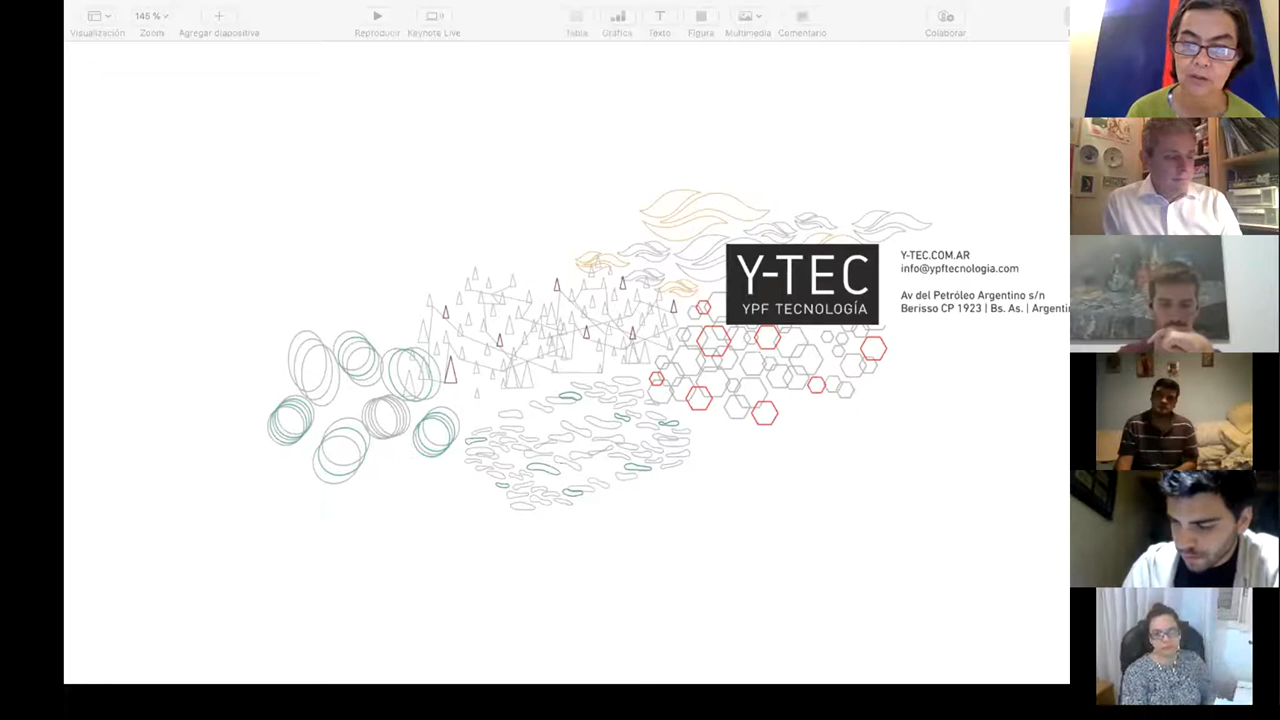 145 %
Visualización
Zoom
Agregar diapositiva
Reproducir
Keynote Live
Tabla
Gráfica
Texto
Figura
Multimedia
Comentario
Colaborar
Y-TEC
YPF TECNOLOGÍA
Y-TEC.COM.AR
info@ypftecnologia.com
Av del Petróleo Argentino s/n
Berisso CP 1923 | Bs. As. | Argenti